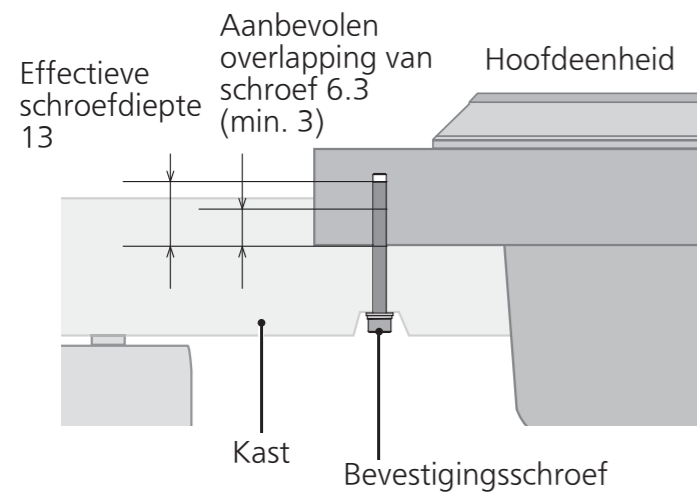 Effectieve
schroefdiepte
13
Aanbevolen
overlapping van
schroef 6.3
(min. 3)
Hoofdeenheid
Kast
Bevestigingsschroef